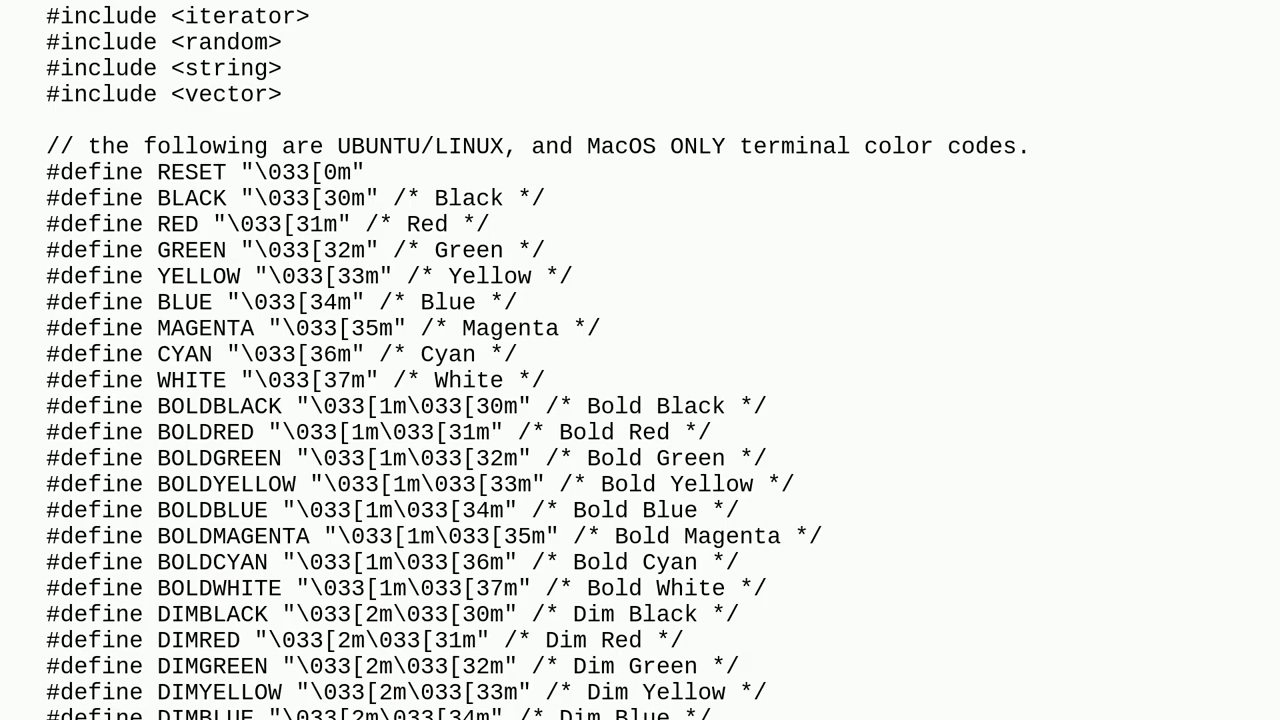 #include <iterator>
#include <random>
#include <string>
#include <vector>

// the following are UBUNTU/LINUX, and MacOS ONLY terminal color codes.
#define RESET "\033[0m"
#define BLACK "\033[30m" /* Black */
#define RED "\033[31m" /* Red */
#define GREEN "\033[32m" /* Green */
#define YELLOW "\033[33m" /* Yellow */
#define BLUE "\033[34m" /* Blue */
#define MAGENTA "\033[35m" /* Magenta */
#define CYAN "\033[36m" /* Cyan */
#define WHITE "\033[37m" /* White */
#define BOLDBLACK "\033[1m\033[30m" /* Bold Black */
#define BOLDRED "\033[1m\033[31m" /* Bold Red */
#define BOLDGREEN "\033[1m\033[32m" /* Bold Green */
#define BOLDYELLOW "\033[1m\033[33m" /* Bold Yellow */
#define BOLDBLUE "\033[1m\033[34m" /* Bold Blue */
#define BOLDMAGENTA "\033[1m\033[35m" /* Bold Magenta */
#define BOLDCYAN "\033[1m\033[36m" /* Bold Cyan */
#define BOLDWHITE "\033[1m\033[37m" /* Bold White */
#define DIMBLACK "\033[2m\033[30m" /* Dim Black */
#define DIMRED "\033[2m\033[31m" /* Dim Red */
#define DIMGREEN "\033[2m\033[32m" /* Dim Green */
#define DIMYELLOW "\033[2m\033[33m" /* Dim Yellow */
#define DIMBLUE "\033[2m\033[34m" /* Dim Blue */